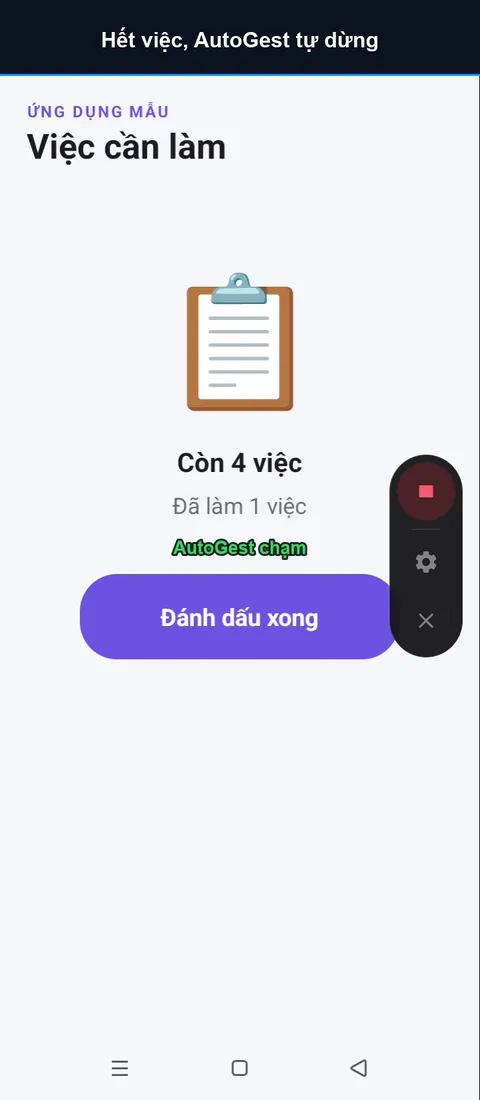 Hết việc, AutoGest tự dừng
ỨNG DỤNG MẪU
Việc cần làm
Còn 4 việc
Đã làm 1 việc
AutoGest chạm
Đánh dấu xong